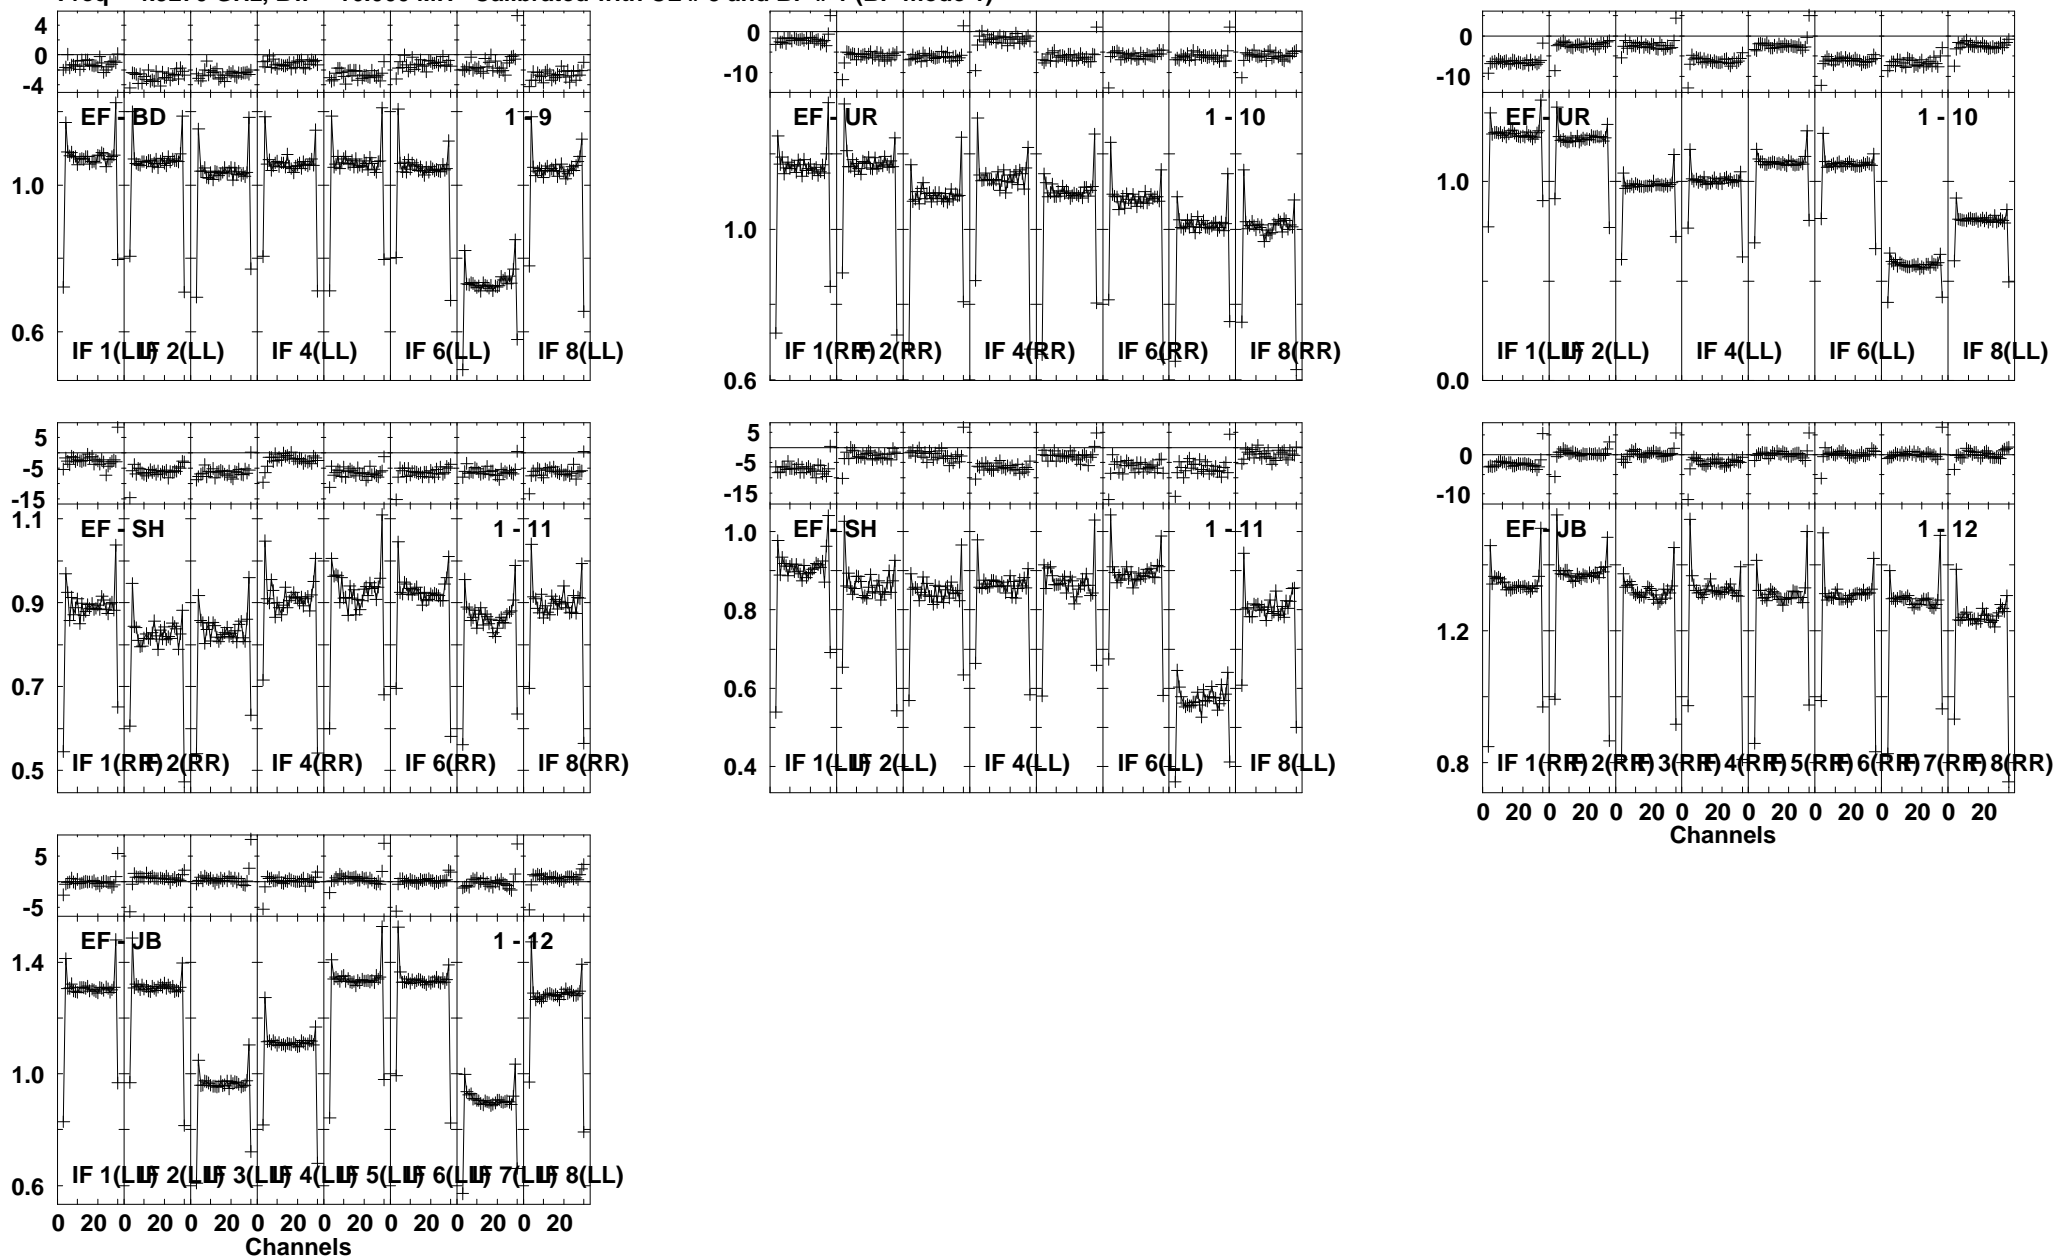 4
0
-4
EF - BD
1 - 9
1.0
0.6
IF 1(LL) IF 2(LL) IF 4(LL) IF 6(LL) IF 8(LL)
0
-10
EF - UR
1 - 10
1.0
0.6
IF 1(RR) IF 2(RR) IF 4(RR) IF 6(RR) IF 8(RR)
0
-10
EF - UR
1 - 10
1.0
0.0
IF 1(LL) IF 2(LL) IF 4(LL) IF 6(LL) IF 8(LL)
5
-5
-15
1.1
EF - SH
1 - 11
0.9
0.7
0.5
IF 1(RR) IF 2(RR) IF 4(RR) IF 6(RR) IF 8(RR)
5
-5
-15
EF - SH
1 - 11
1.0
0.8
0.6
0.4
IF 1(LL) IF 2(LL) IF 4(LL) IF 6(LL) IF 8(LL)
0
-10
EF - JB
1 - 12
1.2
0.8
IF 1(RR) IF 2(RR) IF 3(RR) IF 4(RR) IF 5(RR) IF 6(RR) IF 7(RR) IF 8(RR)
0 20 0 20 0 20 0 20 0 20 0 20 0 20 0 20
Channels
5
-5
EF - JB
1 - 12
1.4
1.0
0.6
IF 1(LL) IF 2(LL) IF 3(LL) IF 4(LL) IF 5(LL) IF 6(LL) IF 7(LL) IF 8(LL)
0 20 0 20 0 20 0 20 0 20 0 20 0 20 0 20
Channels